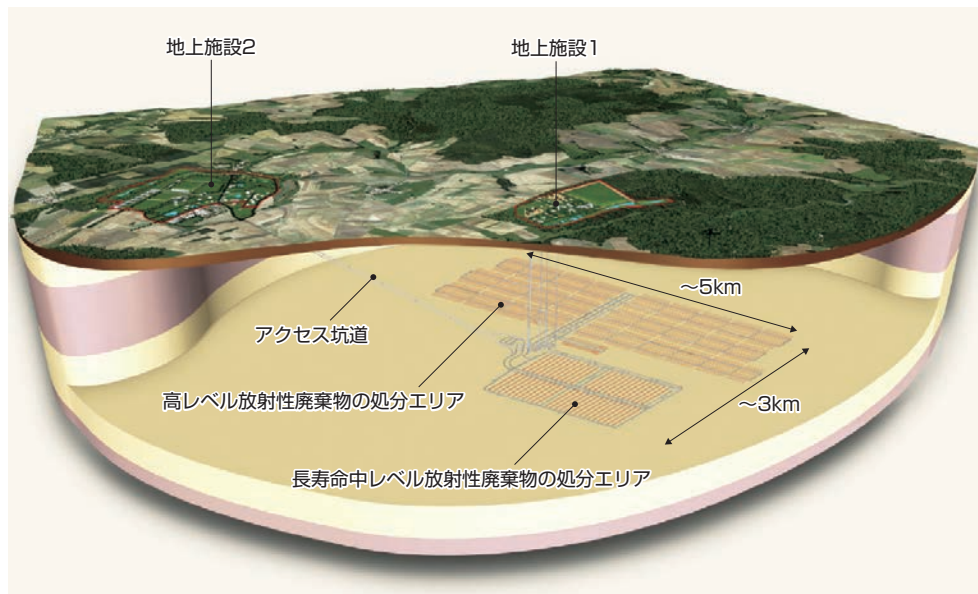 地上施設2
地上施設1
～5km
アクセス坑道
高レベル放射性廃棄物の処分エリア
～3km
長寿命中レベル放射性廃棄物の処分エリア